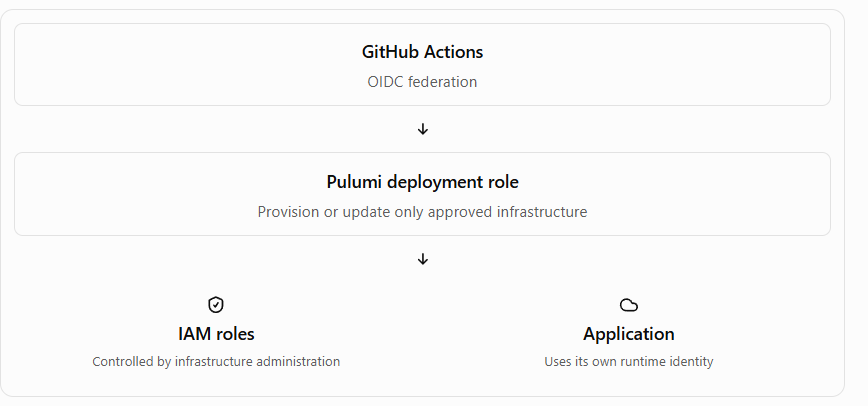 GitHub Actions
OIDC federation
Pulumi deployment role
Provision or update only approved infrastructure
IAM roles
Controlled by infrastructure administration
Application
Uses its own runtime identity